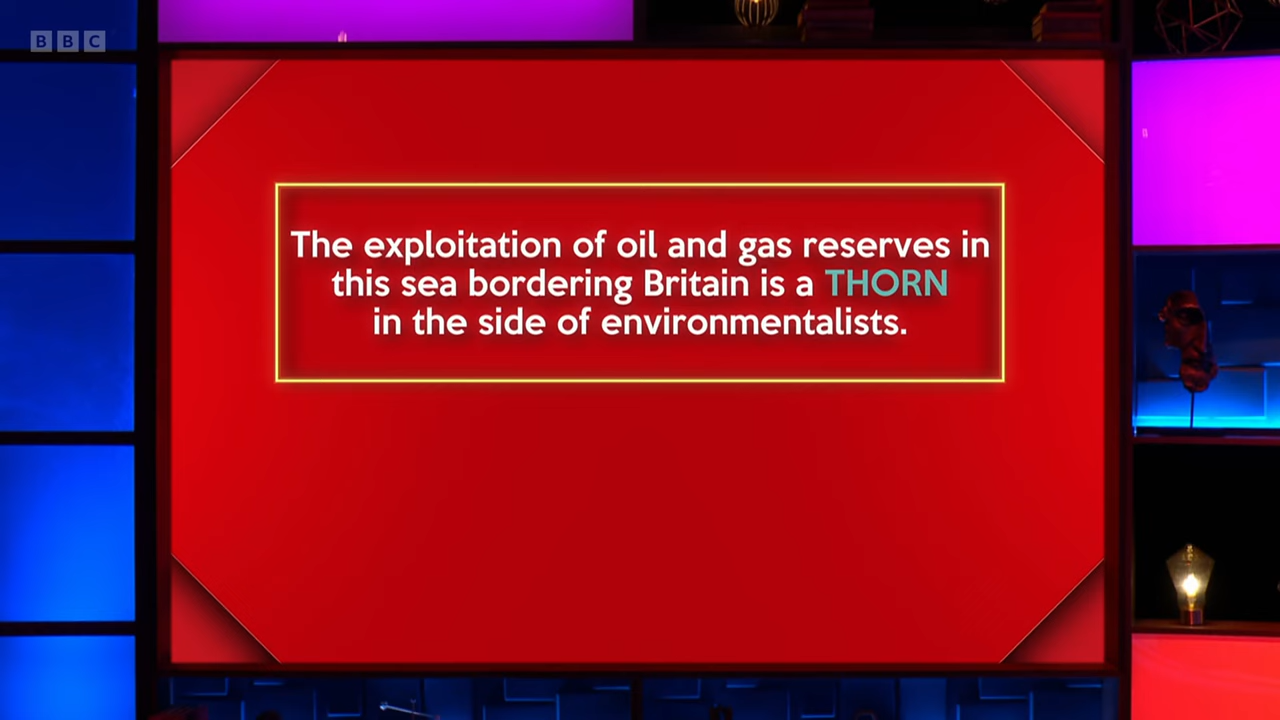 BBC
The exploitation of oil and gas reserves in
this sea bordering Britain is a THORN
in the side of environmentalists.